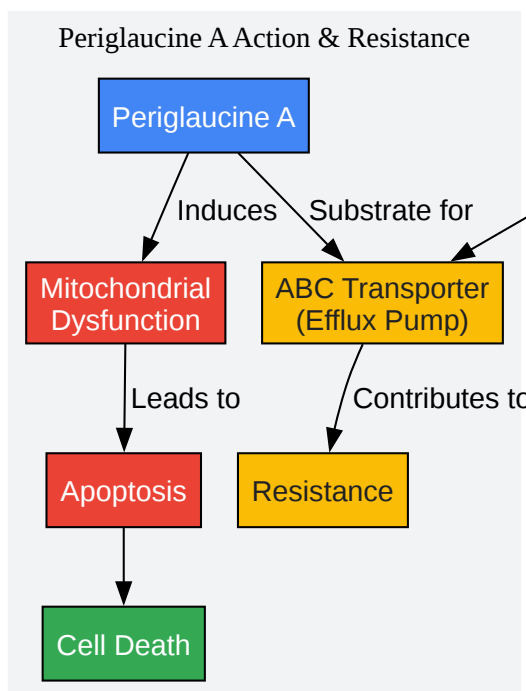 Periglaucine A Action & Resistance
Periglaucine A
Induces
Substrate for
Mitochondrial
Dysfunction
ABC Transporter
(Efflux Pump)
Leads to
Contributes to
Apoptosis
Resistance
Cell Death